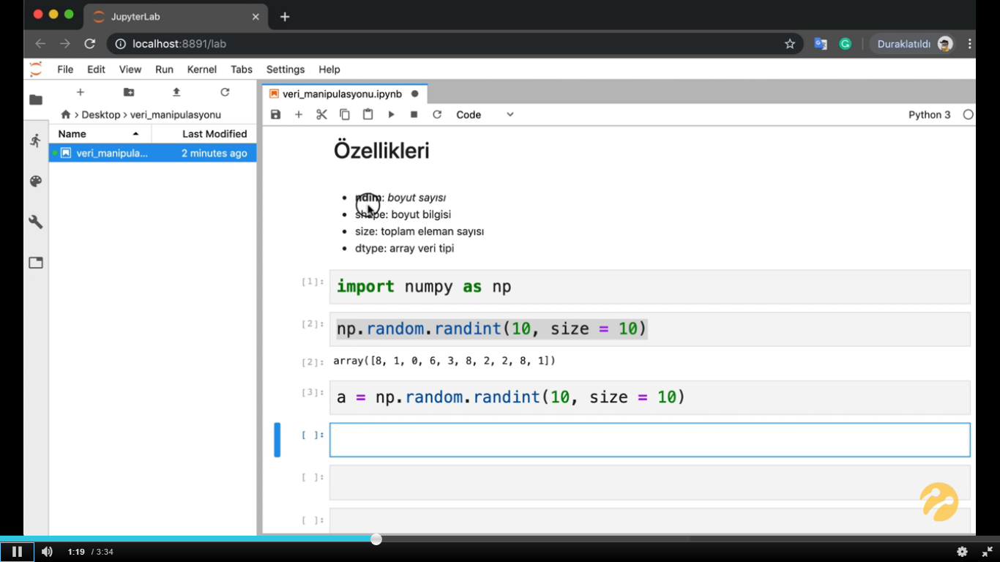 JupyterLab
localhost:8891/lab
Duraklatıldı
File Edit View Run Kernel Tabs Settings Help
veri_manipulasyonu.ipynb
Desktop > veri_manipulasyonu
Code
Python 3
Name Last Modified
veri_manipula... 2 minutes ago
Özellikleri
ndim: boyut sayısı
shape: boyut bilgisi
size: toplam eleman sayısı
dtype: array veri tipi
[1]: import numpy as np
[2]: np.random.randint(10, size = 10)
[2]: array([8, 1, 0, 6, 3, 8, 2, 2, 8, 1])
[3]: a = np.random.randint(10, size = 10)
[ ]:
[ ]:
[ ]:
1:19 / 3:34